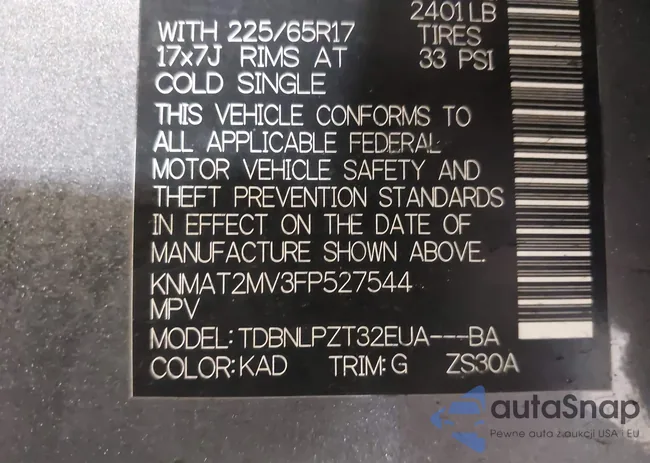 2401 LB
WITH 225/65R17 TIRES
17x7J RIMS AT 33 PSI
COLD SINGLE
THIS VEHICLE CONFORMS TO
ALL APPLICABLE FEDERAL
MOTOR VEHICLE SAFETY AND
THEFT PREVENTION STANDARDS
IN EFFECT ON THE DATE OF
MANUFACTURE SHOWN ABOVE.
KNMAT2MV3FP527544
MPV
MODEL: TDBNLPZT32EUA---BA
COLOR: KAD TRIM: G ZS30A
autaSnap
Pewne auta z aukcji USA - EU